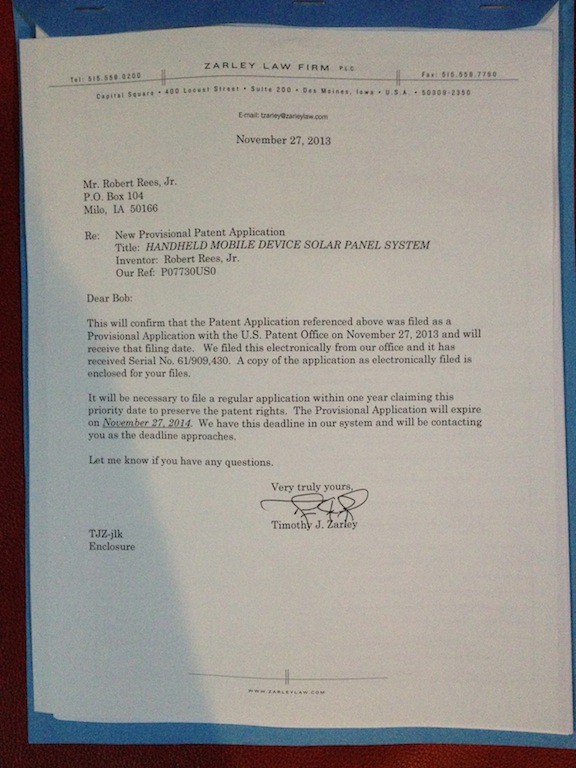 ZARLEY LAW FIRM P.L.C.
Tel: 515.558.0200
Fax: 515.558.7790
Capital Square • 400 Locust Street • Suite 200 • Des Moines, Iowa • U.S.A. • 50309-2350
E-mail: tzarley@zarleylaw.com
November 27, 2013
Mr. Robert Rees, Jr.
P.O. Box 104
Milo, IA 50166
Re: New Provisional Patent Application
Title: HANDHELD MOBILE DEVICE SOLAR PANEL SYSTEM
Inventor: Robert Rees, Jr.
Our Ref: P07730US0
Dear Bob:
This will confirm that the Patent Application referenced above was filed as a
Provisional Application with the U.S. Patent Office on November 27, 2013 and will
receive that filing date. We filed this electronically from our office and it has
received Serial No. 61/909,430. A copy of the application as electronically filed is
enclosed for your files.
It will be necessary to file a regular application within one year claiming this
priority date to preserve the patent rights. The Provisional Application will expire
on November 27, 2014. We have this deadline in our system and will be contacting
you as the deadline approaches.
Let me know if you have any questions.
Very truly yours,
Timothy J. Zarley
TJZ-jlk
Enclosure
WWW.ZARLEYLAW.COM